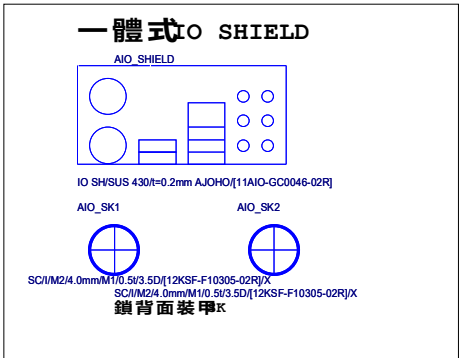 一體式IO SHIELD
AIO_SHIELD
IO SH/SUS 430/t=0.2mm AJOHO/[11AIO-GC0046-02R]
AIO_SK1 AIO_SK2
SC/I/M2/4.0mm/M1/0.5t/3.5D/[12KSF-F10305-02R]/X
SC/I/M2/4.0mm/M1/0.5t/3.5D/[12KSF-F10305-02R]/X
鎖背面裝甲SK